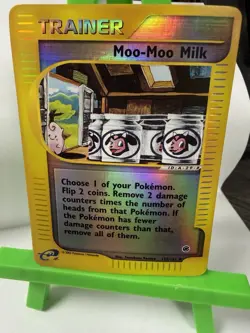 TRAINER
Moo-Moo Milk
Choose 1 of your Pokémon.
Flip 2 coins. Remove 2 damage
counters times the number of
heads from that Pokémon. If
the Pokémon has fewer
damage counters than that,
remove all of them.